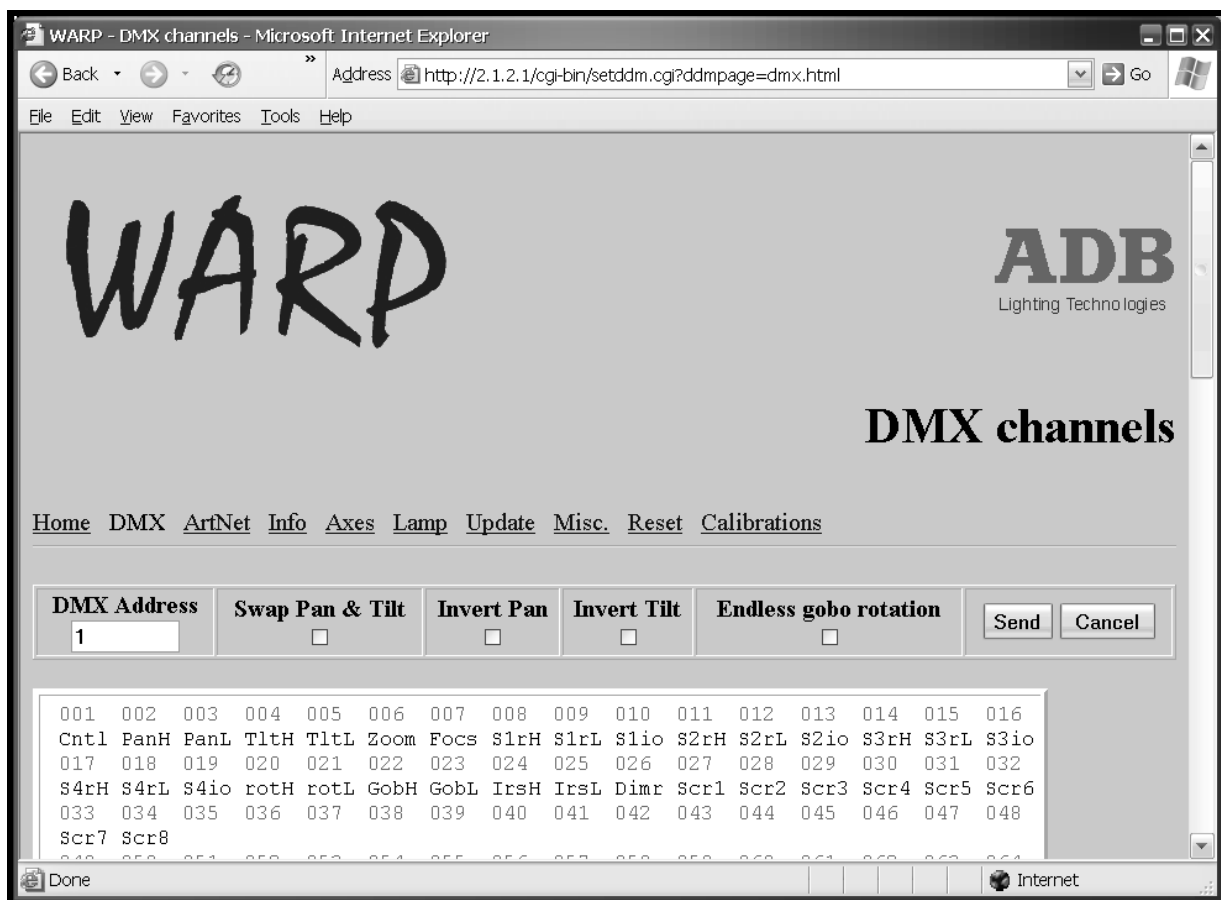 WARP - DMX channels - Microsoft Internet Explorer
Back » Address http://2.1.2.1/cgi-bin/setddm.cgi?ddmpage=dmx.html Go
File Edit View Favorites Tools Help
WARP
ADB
Lighting Technologies
DMX channels
Home DMX ArtNet Info Axes Lamp Update Misc. Reset Calibrations
DMX Address Swap Pan & Tilt Invert Pan Invert Tilt Endless gobo rotation Send Cancel
1
001 002 003 004 005 006 007 008 009 010 011 012 013 014 015 016
Cntl PanH PanL TltH TltL Zoom Focs S1rH S1rL S1io S2rH S2rL S2io S3rH S3rL S3io
017 018 019 020 021 022 023 024 025 026 027 028 029 030 031 032
S4rH S4rL S4io rotH rotL GobH GobL IrsH IrsL Dimr Scr1 Scr2 Scr3 Scr4 Scr5 Scr6
033 034 035 036 037 038 039 040 041 042 043 044 045 046 047 048
Scr7 Scr8
Done Internet